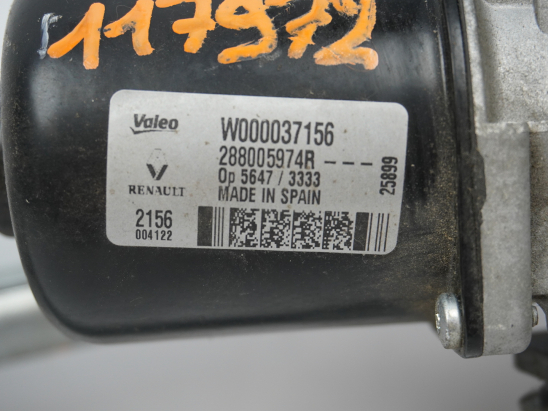 117972
Valeo
W000037156
288005974R---
Op 5647 / 3333
RENAULT
MADE IN SPAIN
25899
2156
004122